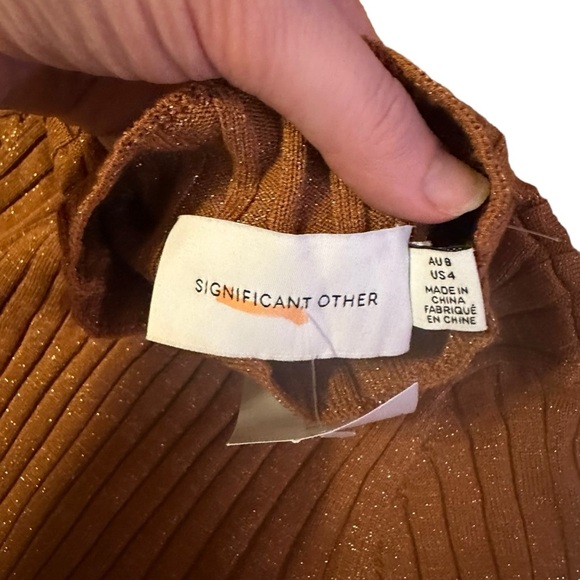 SIGNIFICANT OTHER
AU 8
US 4
MADE IN
CHINA
FABRIQUÉ
EN CHINE